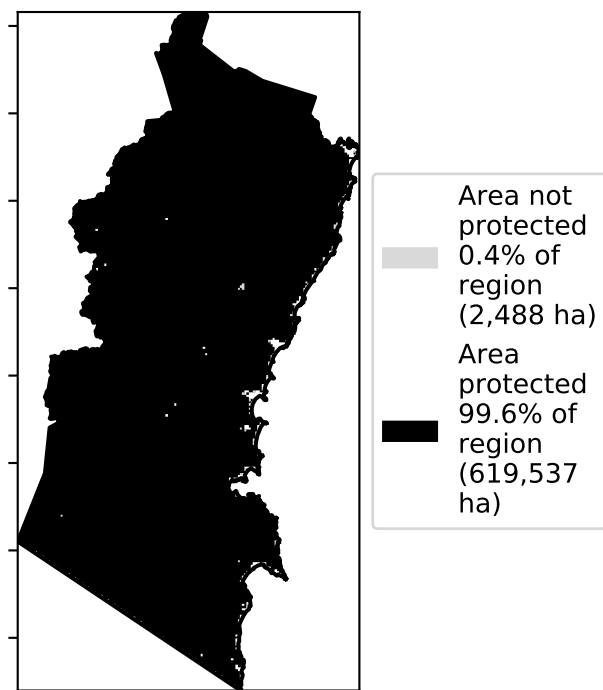 Area not
protected
0.4% of
region
(2,488 ha)
Area
protected
99.6% of
region
(619,537
ha)